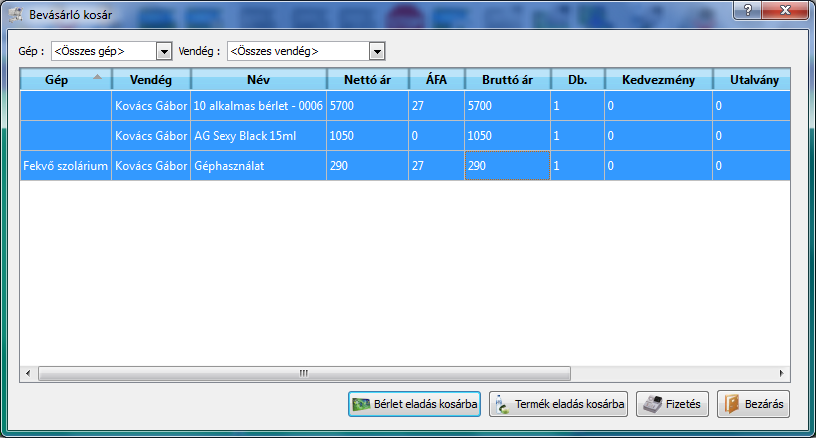 Bevásárló kosár
Gép : <Összes gép> Vendég : <Összes vendég>
Gép Vendég Név Nettó ár ÁFA Bruttó ár Db. Kedvezmény Utalvány
Kovács Gábor 10 alkalmas bérlet - 0006 5700 27 5700 1 0 0
Kovács Gábor AG Sexy Black 15ml 1050 0 1050 1 0 0
Fekvő szolárium Kovács Gábor Géphasználat 290 27 290 1 0 0
Bérlet eladás kosárba Termék eladás kosárba Fizetés Bezárás